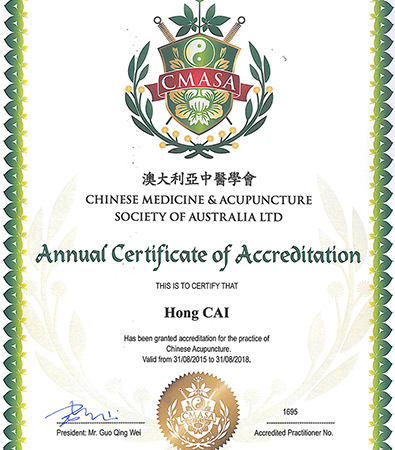 CMASA
澳大利亞中醫學會
CHINESE MEDICINE & ACUPUNCTURE
SOCIETY OF AUSTRALIA LTD
Annual Certificate of Accreditation
THIS IS TO CERTIFY THAT
Hong CAI
Has been granted accreditation for the practice of
Chinese Acupuncture.
Valid from 31/08/2015 to 31/08/2018.
1695
President: Mr. Guo Qing Wei
CMASA
Accredited Practitioner No.